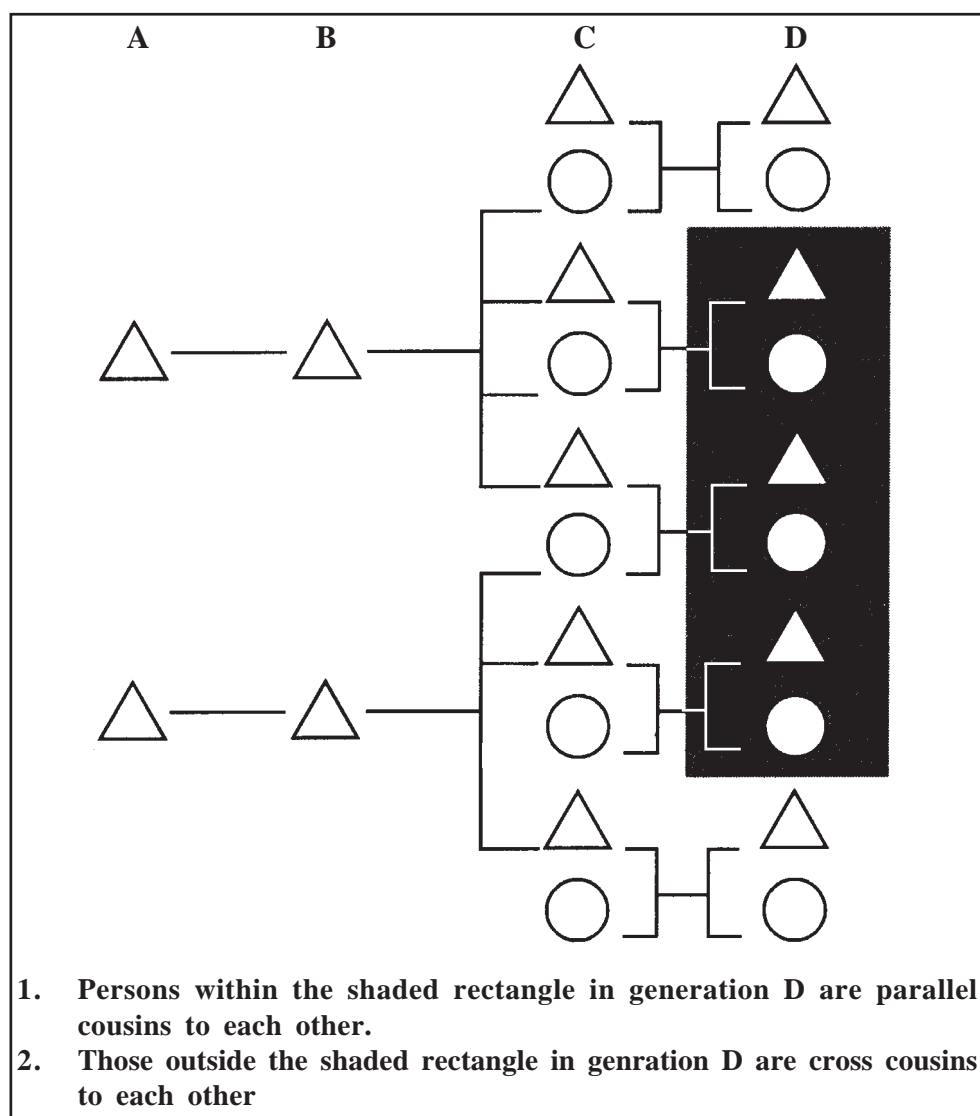 A B C D
1. Persons within the shaded rectangle in generation D are parallel
cousins to each other.
2. Those outside the shaded rectangle in genration D are cross cousins
to each other